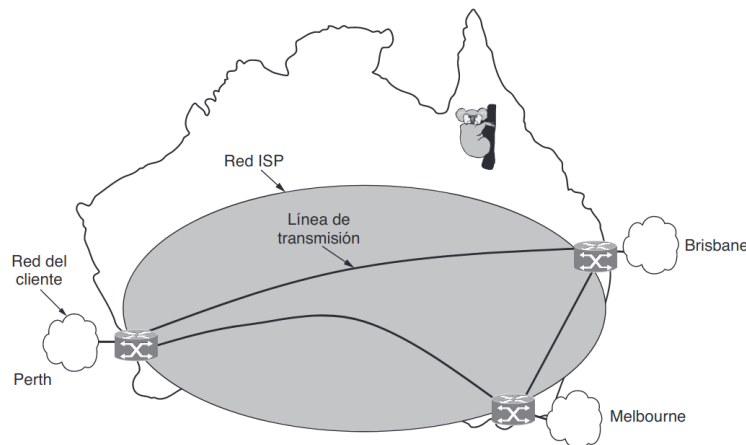 Red ISP
Línea de
transmisión
Red del
cliente
Brisbane
Perth
Melbourne